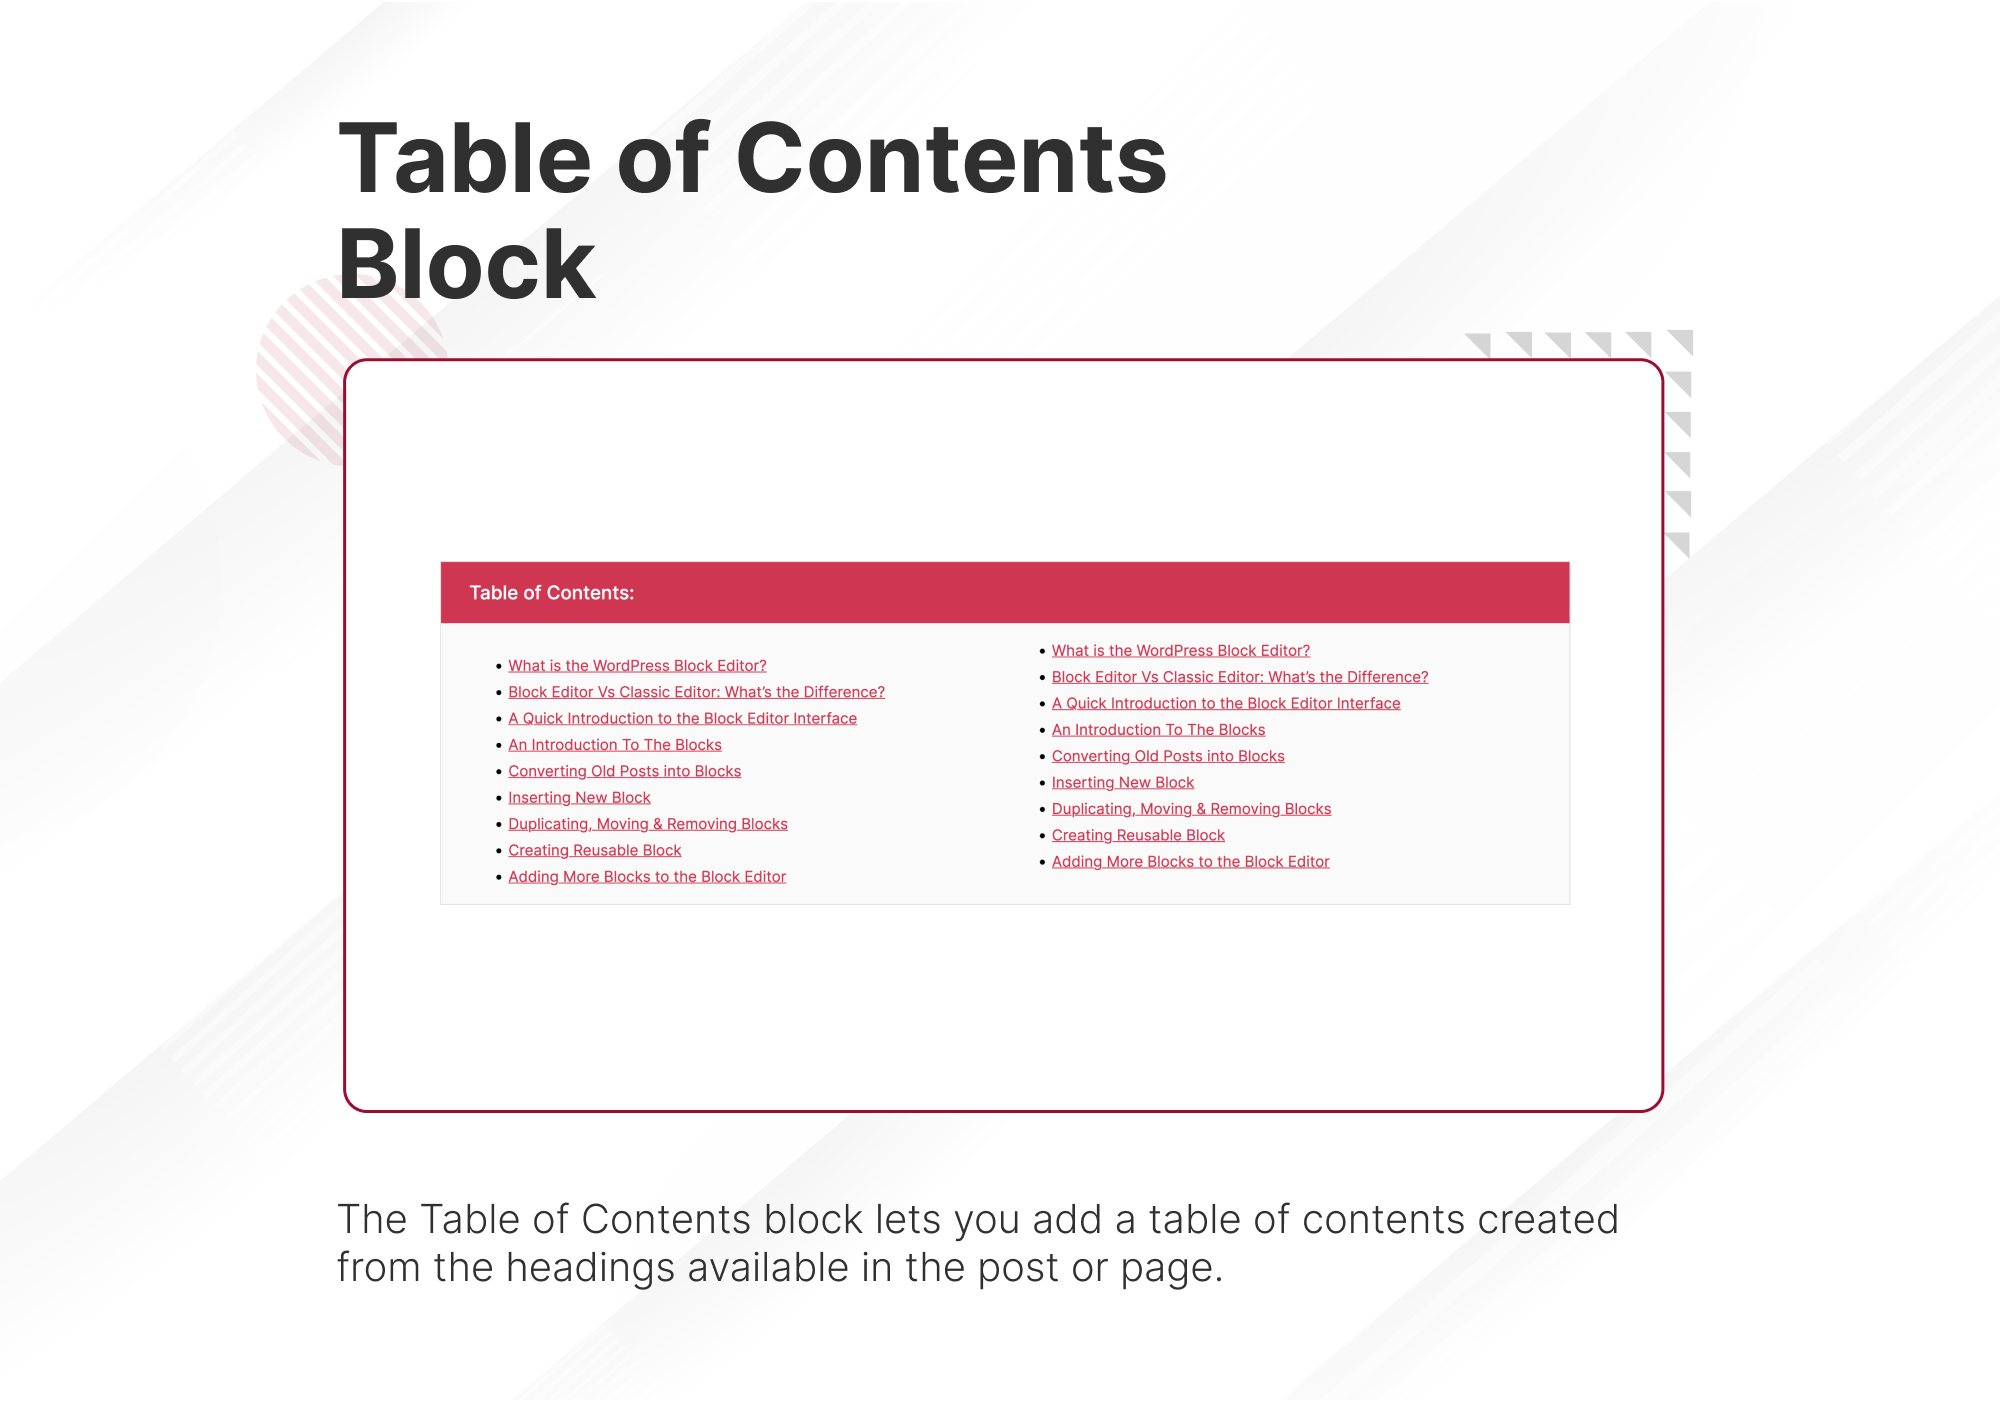 Table of Contents
Block
Table of Contents:
• What is the WordPress Block Editor?
• Block Editor Vs Classic Editor: What’s the Difference?
• A Quick Introduction to the Block Editor Interface
• An Introduction To The Blocks
• Converting Old Posts into Blocks
• Inserting New Block
• Duplicating, Moving & Removing Blocks
• Creating Reusable Block
• Adding More Blocks to the Block Editor
• What is the WordPress Block Editor?
• Block Editor Vs Classic Editor: What’s the Difference?
• A Quick Introduction to the Block Editor Interface
• An Introduction To The Blocks
• Converting Old Posts into Blocks
• Inserting New Block
• Duplicating, Moving & Removing Blocks
• Creating Reusable Block
• Adding More Blocks to the Block Editor
The Table of Contents block lets you add a table of contents created
from the headings available in the post or page.